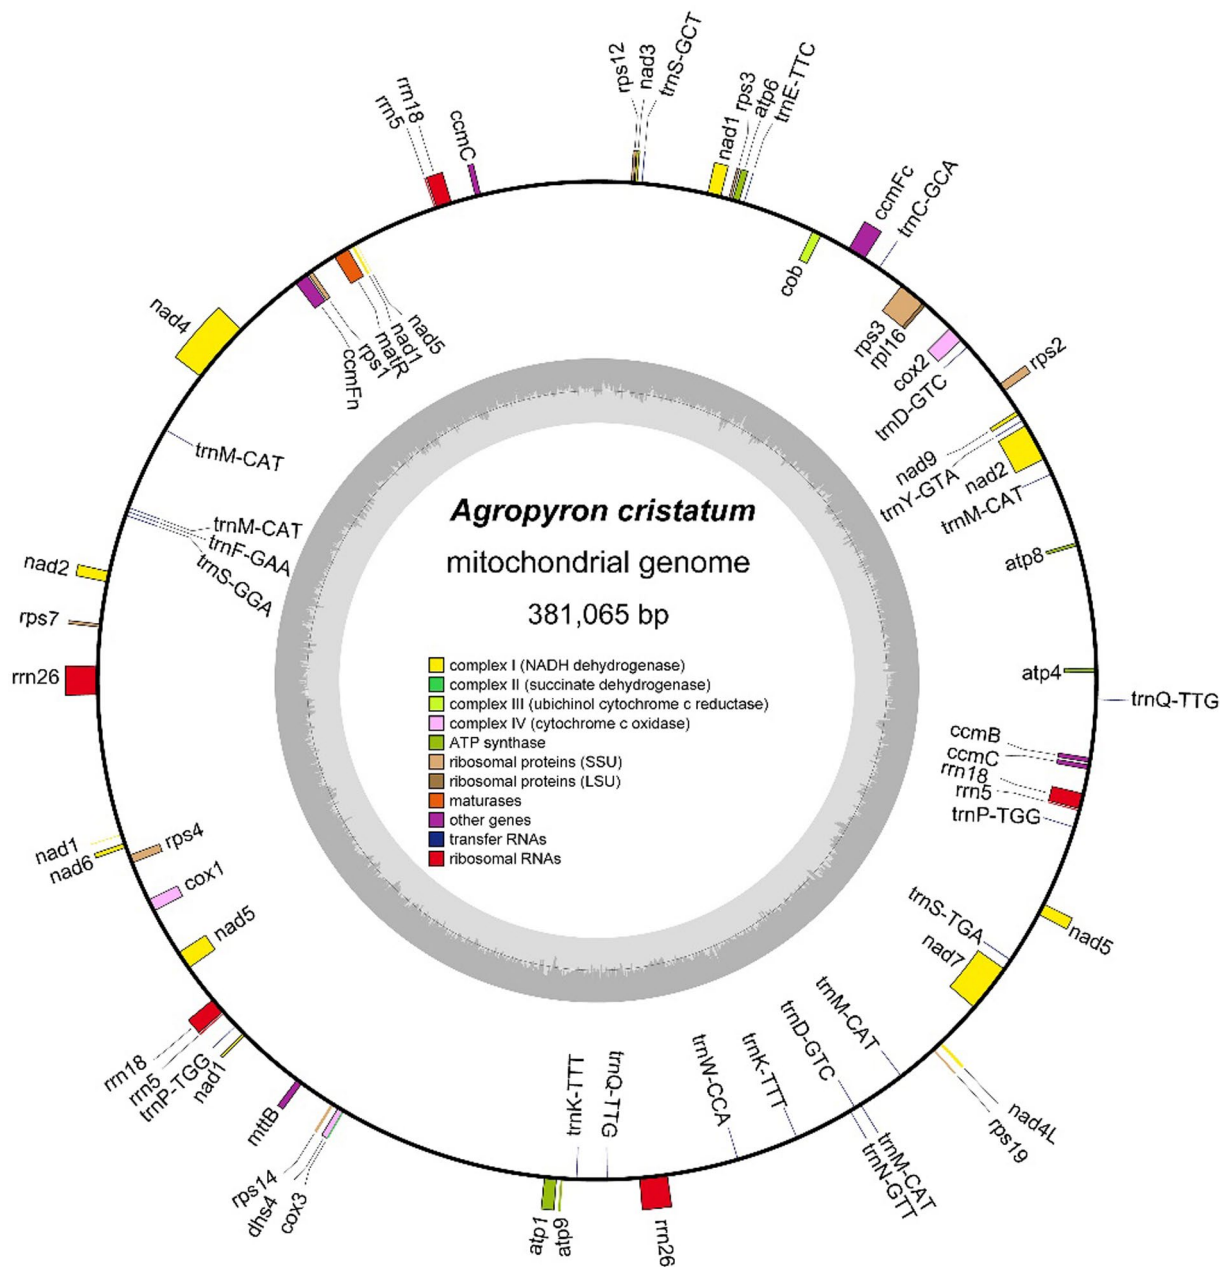 rps12
nad3
trnS-GCT
nad1
rps3
atp6
trnE-TTC
ccmFc
trnC-GCA
cob
rps3
rpl16
cox2
trnD-GTC
rps2
nad9
trnY-GTA
nad2
trnM-CAT
atp8
atp4
trnQ-TTG
ccmB
ccmC
rrn18
rrn5
trnP-TGG
nad5
trnS-TGA
nad7
nad4L
rps19
trnM-CAT
trnD-GTC
trnM-CAT
trnN-GTT
trnK-TTT
trnW-CCA
rrn26
trnQ-TTG
trnK-TTT
atp9
atp1
cox3
dhs4
rps14
mttB
nad1
trnP-TGG
rrn5
rrn18
nad5
cox1
rps4
nad6
nad1
rrn26
rps7
nad2
trnS-GGA
trnF-GAA
trnM-CAT
trnM-CAT
nad4
ccmFn
rps1
matR
nad1
nad5
rrn5
rrn18
ccmC
Agropyron cristatum
mitochondrial genome
381,065 bp
complex I (NADH dehydrogenase)
complex II (succinate dehydrogenase)
complex III (ubichinol cytochrome c reductase)
complex IV (cytochrome c oxidase)
ATP synthase
ribosomal proteins (SSU)
ribosomal proteins (LSU)
maturases
other genes
transfer RNAs
ribosomal RNAs